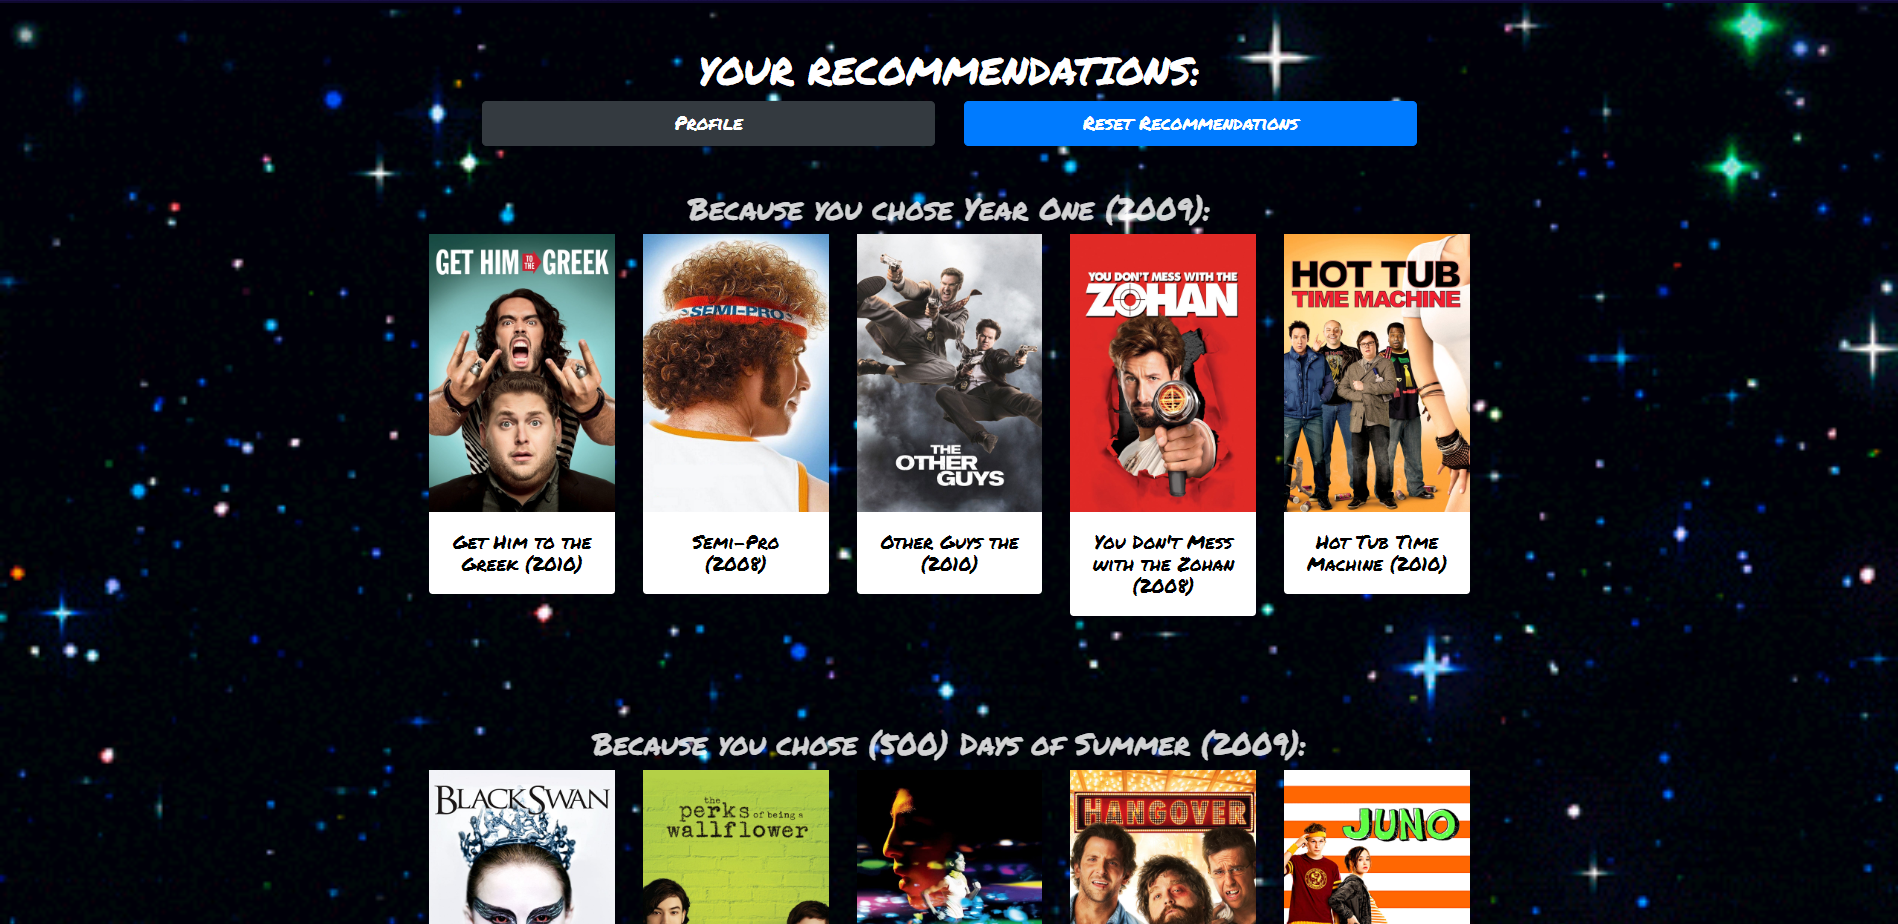 YOUR RECOMMENDATIONS:
PROFILE
RESET RECOMMENDATIONS
BECAUSE YOU CHOSE YEAR ONE (2009):
GET HIM TO THE GREEK
SEMI-PRO
THE
OTHER
GUYS
YOU DON'T MESS WITH THE
ZOHAN
HOT TUB
TIME MACHINE
GET HIM TO THE
GREEK (2010)
SEMI-PRO
(2008)
OTHER GUYS THE
(2010)
YOU DON'T MESS
WITH THE ZOHAN
(2008)
HOT TUB TIME
MACHINE (2010)
BECAUSE YOU CHOSE (500) DAYS OF SUMMER (2009):
BLACK SWAN
the
perks of being a
wallflower
HANGOVER
JUNO